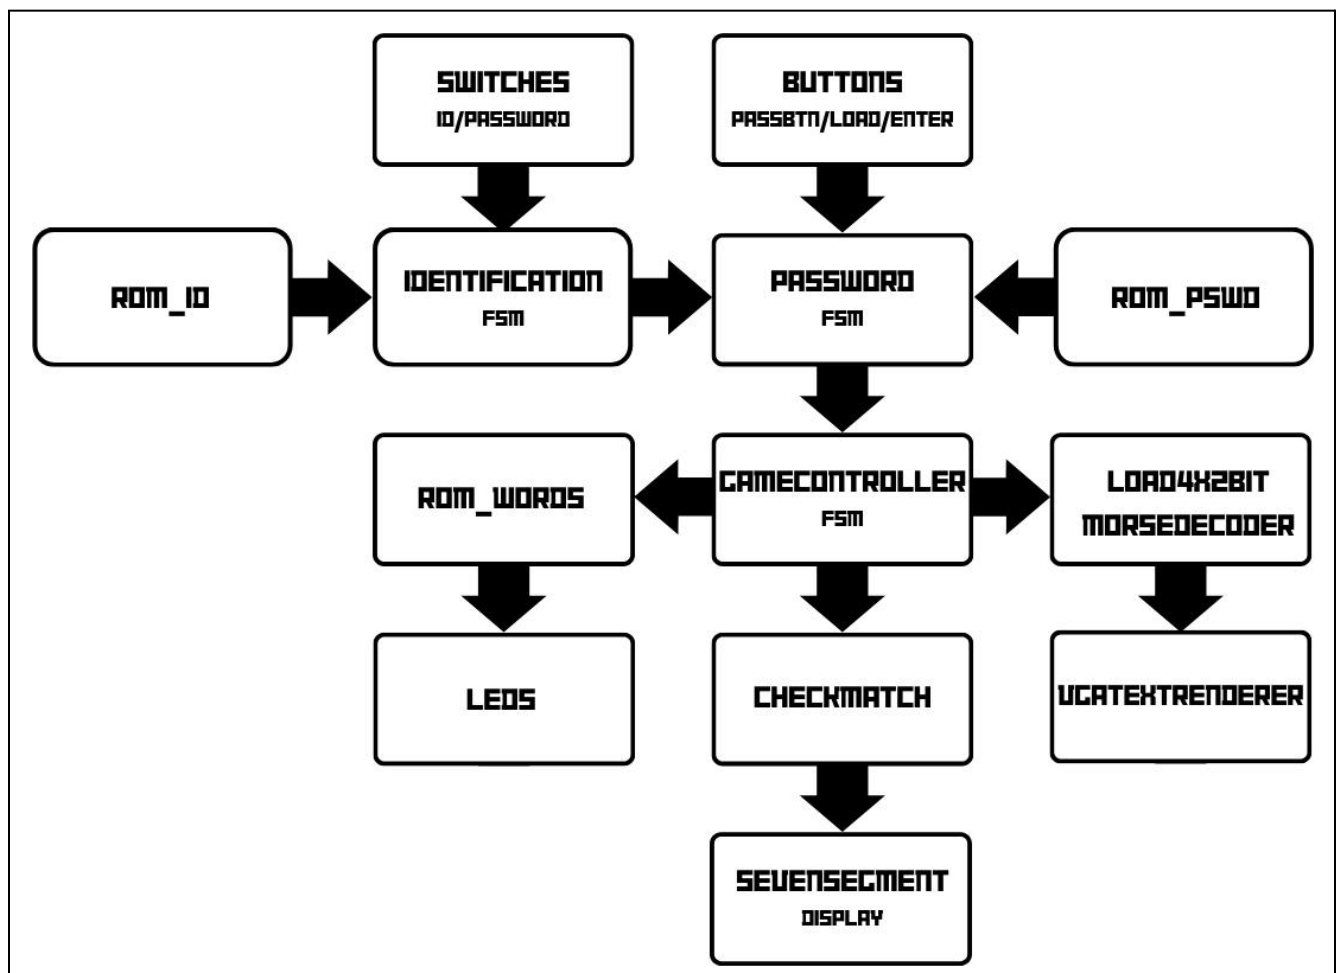 SWITCHES
ID/PASSWORD
BUTTONS
PASSBTN/LOAD/ENTER
ROM_ID
IDENTIFICATION
FSM
PASSWORD
FSM
ROM_PSWD
ROM_WORDS
GAMECONTROLLER
FSM
LOAD4X2BIT
MORSEDECODER
LEDS
CHECKMATCH
VGATEXTRENDERER
SEVENSEGMENT
DISPLAY